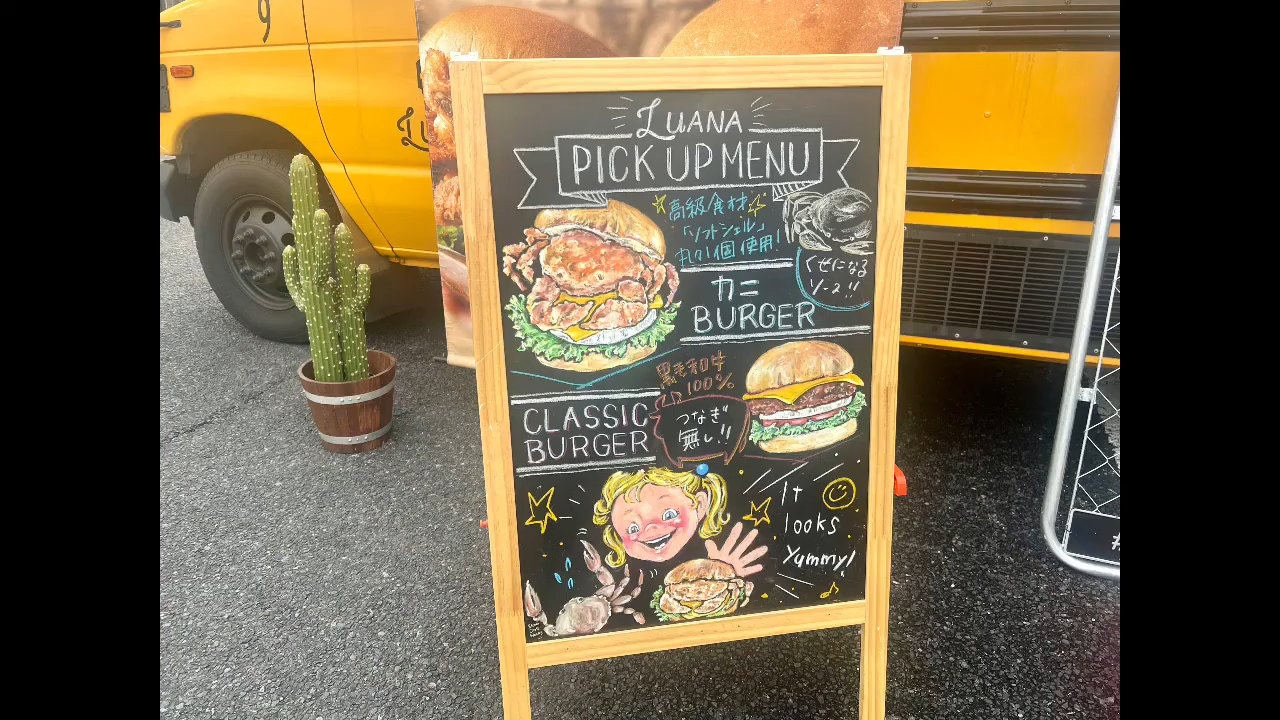 LUANA
PICK UP MENU
高級食材
「ソフトシェル」
丸々1個使用!
くせになる
ソース!!
カニ
BURGER
黒毛和牛
100%
つなぎ
無し!!
CLASSIC
BURGER
It
looks
Yummy!